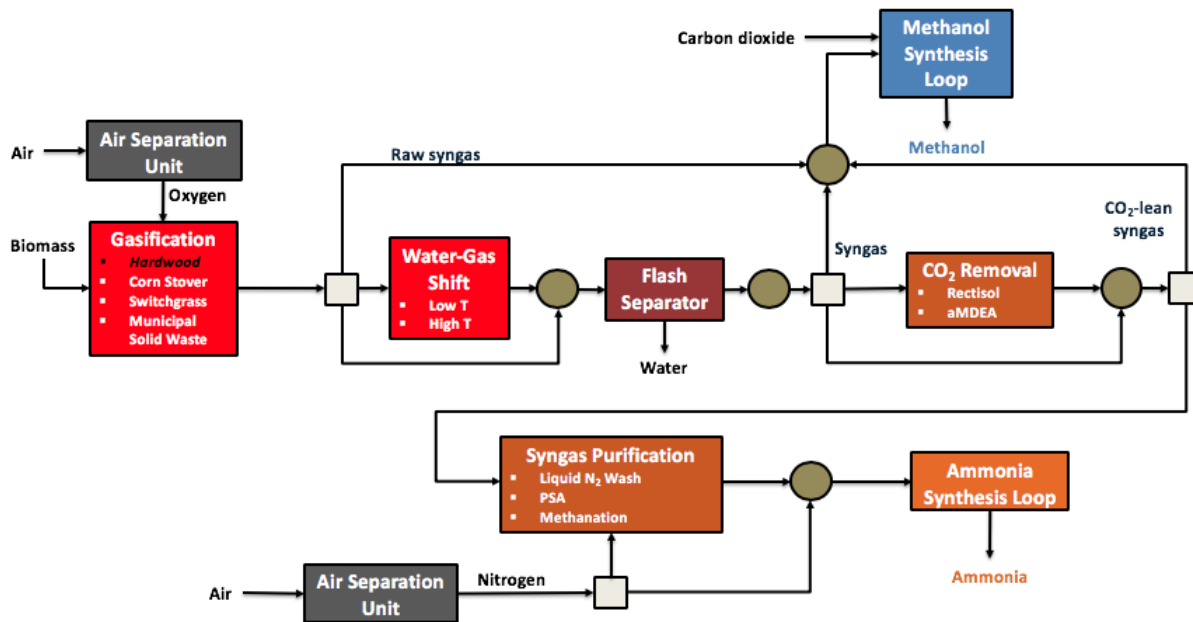 Carbon dioxide
Methanol
Synthesis
Loop
Methanol
Air
Air Separation
Unit
Oxygen
Raw syngas
Biomass
Gasification
▪ Hardwood
▪ Corn Stover
▪ Switchgrass
▪ Municipal
Solid Waste
Water-Gas
Shift
▪ Low T
▪ High T
Flash
Separator
Water
Syngas
CO₂ Removal
▪ Rectisol
▪ aMDEA
CO₂-lean
syngas
Syngas Purification
▪ Liquid N₂ Wash
▪ PSA
▪ Methanation
Ammonia
Synthesis Loop
Ammonia
Air
Air Separation
Unit
Nitrogen